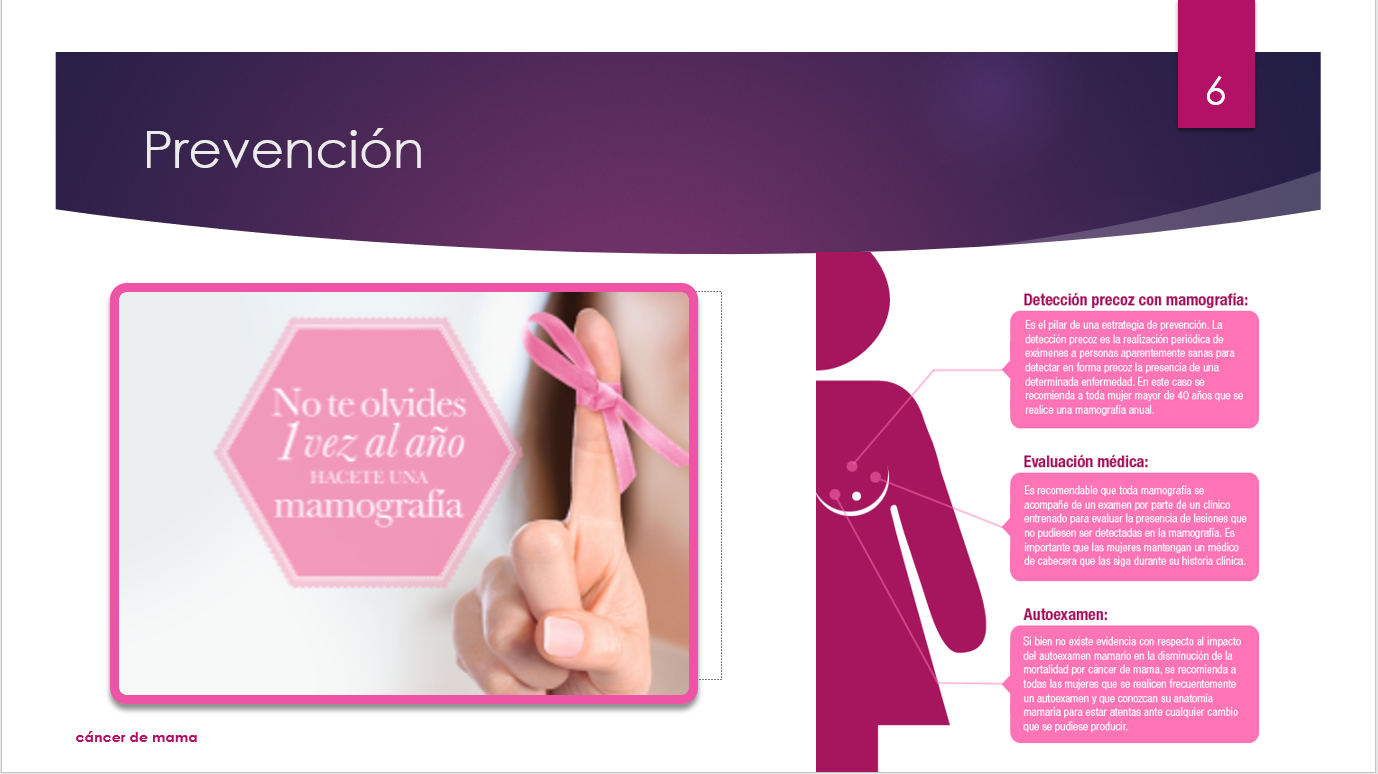 6
Prevención
No te olvides
1 vez al año
HACETE UNA
mamografía
Detección precoz con mamografía:
Es el pilar de una estrategia de prevención. La
detección precoz es la realización periódica de
exámenes a personas aparentemente sanas para
detectar en forma precoz la presencia de una
determinada enfermedad. En este caso se
recomienda a toda mujer mayor de 40 años que se
realice una mamografía anual.
Evaluación médica:
Es recomendable que toda mamografía se
acompañe de un examen por parte de un clínico
entrenado para evaluar la presencia de lesiones que
no pudiesen ser detectadas en la mamografía. Es
importante que las mujeres mantengan un médico
de cabecera que las siga durante su historia clínica.
Autoexamen:
Si bien no existe evidencia con respecto al impacto
del autoexamen mamario en la disminución de la
mortalidad por cáncer de mama, se recomienda a
todas las mujeres que se realicen frecuentemente
un autoexamen y que conozcan su anatomía
mamaria para estar atentas ante cualquier cambio
que se pudiese producir.
cáncer de mama